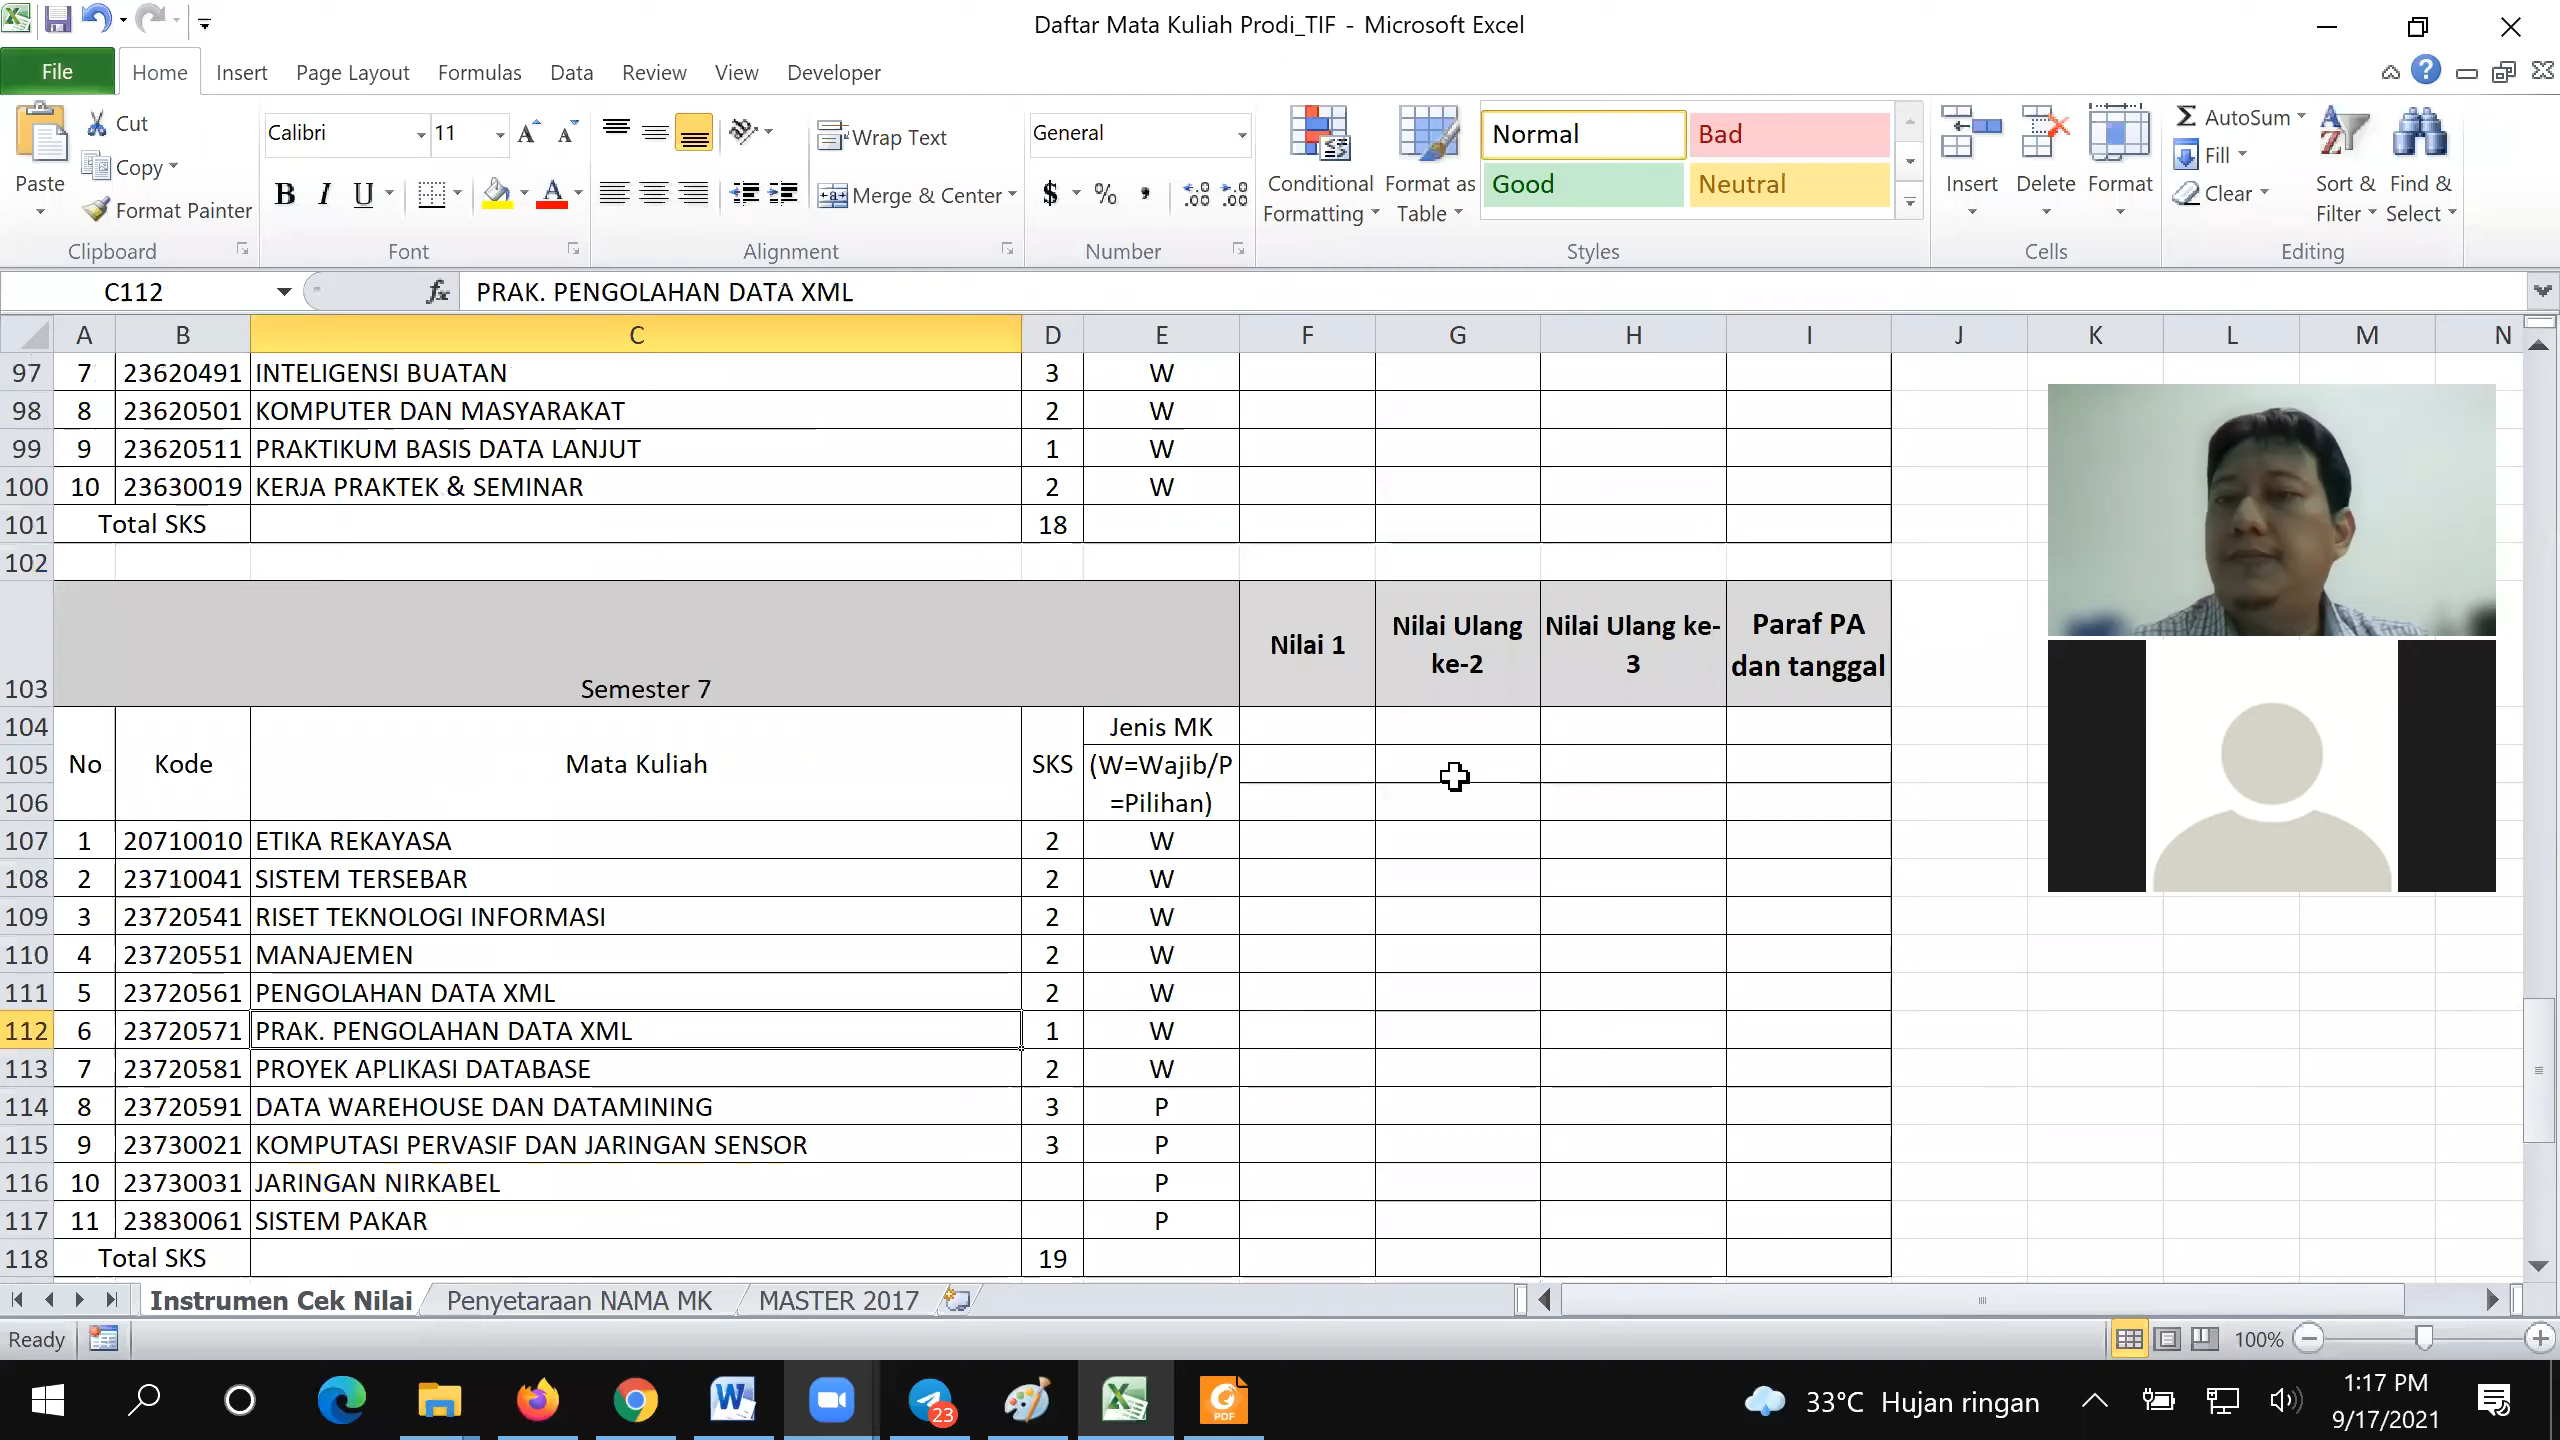 Daftar Mata Kuliah Prodi_TIF - Microsoft Excel
File Home Insert Page Layout Formulas Data Review View Developer
Paste
Cut
Copy
Format Painter
Clipboard
Calibri 11
B I U A
Font
Wrap Text
Merge & Center
Alignment
General
$ % ,
Number
Conditional Formatting
Format as Table
Normal Bad
Good Neutral
Styles
Insert Delete Format
Cells
Σ AutoSum
Fill
Clear
Sort & Filter
Find & Select
Editing
C112 fx PRAK. PENGOLAHAN DATA XML
A B C D E F G H I J K L M N
97 7 23620491 INTELIGENSI BUATAN 3 W
98 8 23620501 KOMPUTER DAN MASYARAKAT 2 W
99 9 23620511 PRAKTIKUM BASIS DATA LANJUT 1 W
100 10 23630019 KERJA PRAKTEK & SEMINAR 2 W
101 Total SKS 18
102
103 Semester 7 Nilai 1 Nilai Ulang ke-2 Nilai Ulang ke-3 Paraf PA dan tanggal
104 Jenis MK
105 No Kode Mata Kuliah SKS (W=Wajib/P
106 =Pilihan)
107 1 20710010 ETIKA REKAYASA 2 W
108 2 23710041 SISTEM TERSEBAR 2 W
109 3 23720541 RISET TEKNOLOGI INFORMASI 2 W
110 4 23720551 MANAJEMEN 2 W
111 5 23720561 PENGOLAHAN DATA XML 2 W
112 6 23720571 PRAK. PENGOLAHAN DATA XML 1 W
113 7 23720581 PROYEK APLIKASI DATABASE 2 W
114 8 23720591 DATA WAREHOUSE DAN DATAMINING 3 P
115 9 23730021 KOMPUTASI PERVASIF DAN JARINGAN SENSOR 3 P
116 10 23730031 JARINGAN NIRKABEL P
117 11 23830061 SISTEM PAKAR P
118 Total SKS 19
Instrumen Cek Nilai Penyetaraan NAMA MK MASTER 2017
Ready 100%
23 PDF 33°C Hujan ringan 1:17 PM
9/17/2021